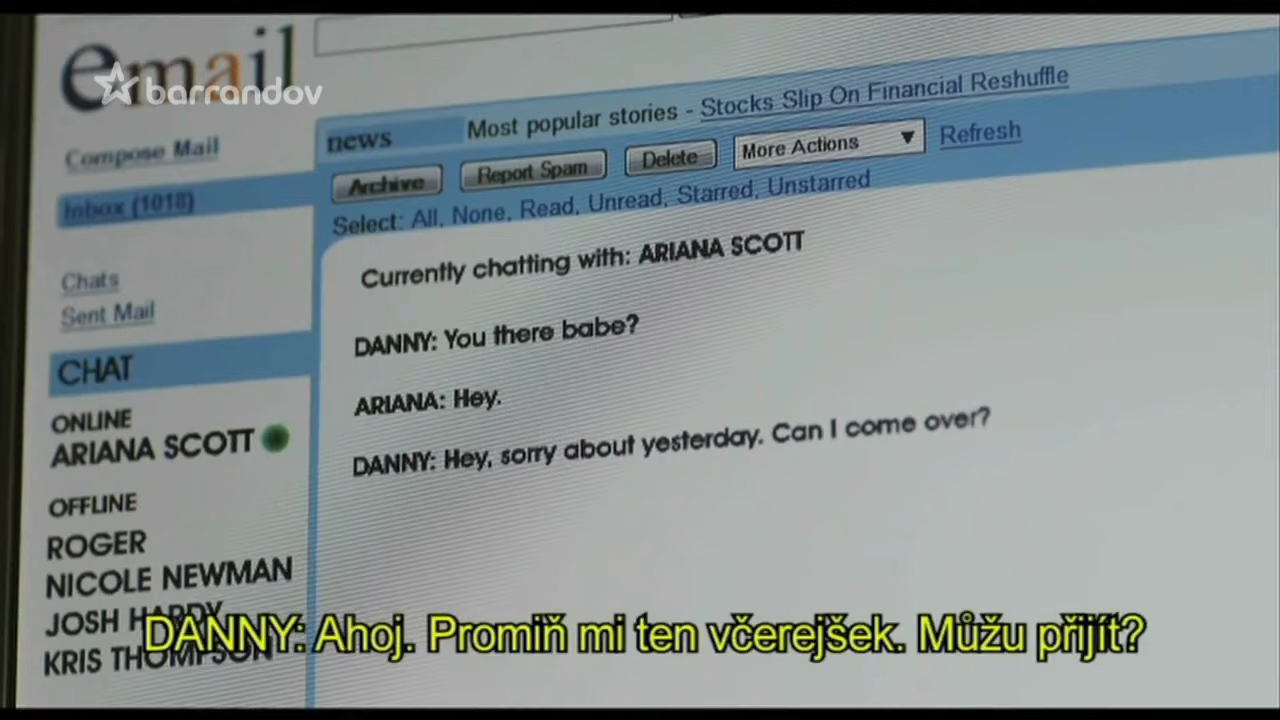 email
barrandov
Compose Mail
Inbox (1018)
Chats
Sent Mail
CHAT
ONLINE
ARIANA SCOTT
OFFLINE
ROGER
NICOLE NEWMAN
JOSH HARDY
KRIS THOMPSON
news
Most popular stories - Stocks Slip On Financial Reshuffle
Archive Report Spam Delete More Actions Refresh
Select: All, None, Read, Unread, Starred, Unstarred
Currently chatting with: ARIANA SCOTT
DANNY: You there babe?
ARIANA: Hey.
DANNY: Hey, sorry about yesterday. Can I come over?
DANNY: Ahoj. Promiň mi ten včerejšek. Můžu přijít?